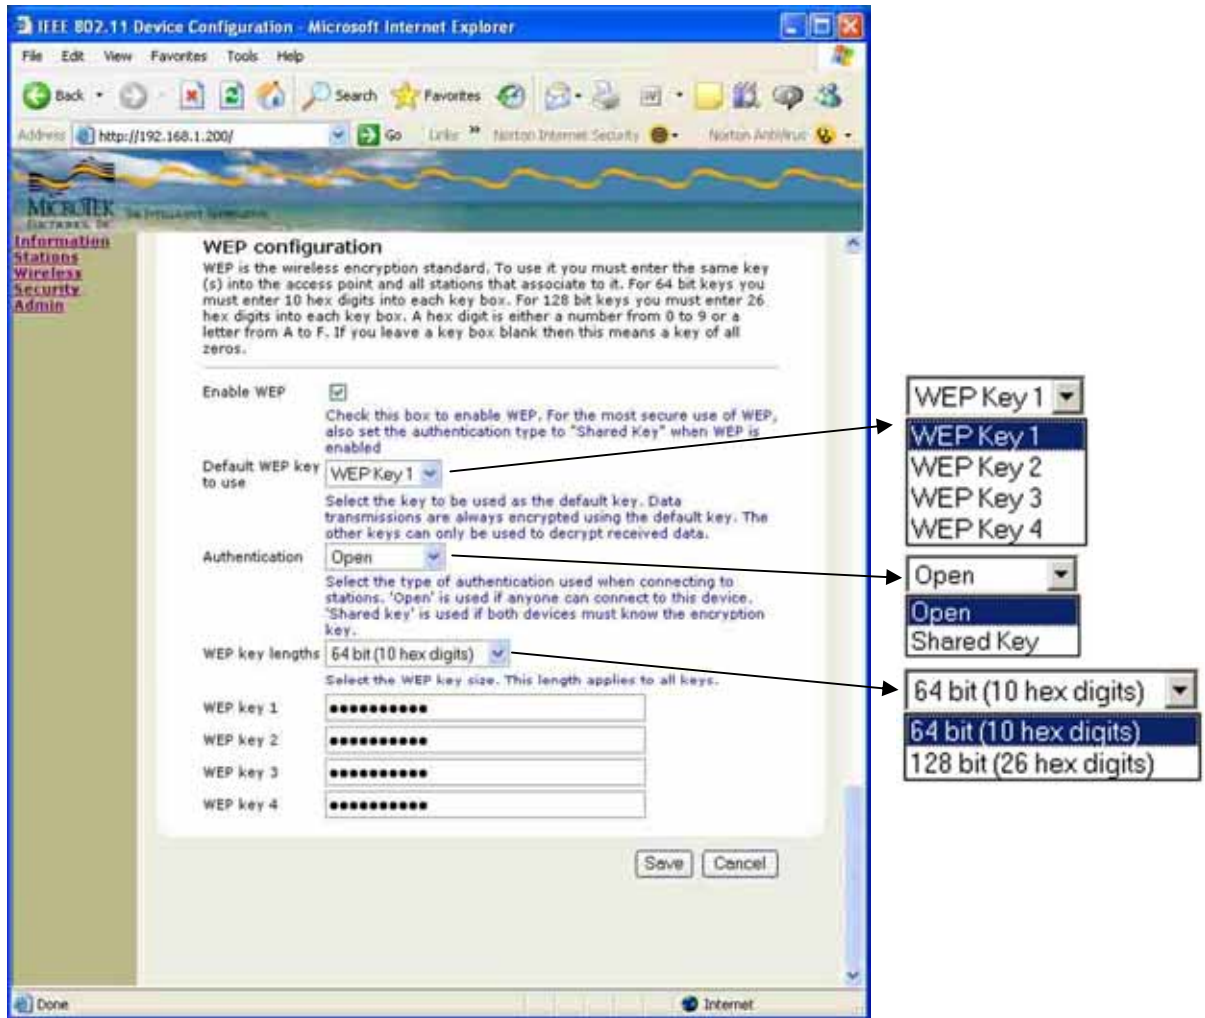 IEEE 802.11 Device Configuration - Microsoft Internet Explorer
File Edit View Favorites Tools Help
Back Search Favorites
Address http://192.168.1.200/ Go Links » Norton Internet Security Norton AntiVirus
MICROTEK
ELECTRONICS, INC
Information
Stations
Wireless
Security
Admin
WEP configuration
WEP is the wireless encryption standard. To use it you must enter the same key
(s) into the access point and all stations that associate to it. For 64 bit keys you
must enter 10 hex digits into each key box. For 128 bit keys you must enter 26
hex digits into each key box. A hex digit is either a number from 0 to 9 or a
letter from A to F. If you leave a key box blank then this means a key of all
zeros.
Enable WEP
Check this box to enable WEP. For the most secure use of WEP,
also set the authentication type to "Shared Key" when WEP is
enabled
Default WEP key
to use
WEP Key 1
Select the key to be used as the default key. Data
transmissions are always encrypted using the default key. The
other keys can only be used to decrypt received data.
Authentication Open
Select the type of authentication used when connecting to
stations. 'Open' is used if anyone can connect to this device.
'Shared key' is used if both devices must know the encryption
key.
WEP key lengths 64 bit (10 hex digits)
Select the WEP key size. This length applies to all keys.
WEP key 1 ●●●●●●●●●●
WEP key 2 ●●●●●●●●●●
WEP key 3 ●●●●●●●●●●
WEP key 4 ●●●●●●●●●●
Save Cancel
Done Internet
WEP Key 1
WEP Key 1
WEP Key 2
WEP Key 3
WEP Key 4
Open
Open
Shared Key
64 bit (10 hex digits)
64 bit (10 hex digits)
128 bit (26 hex digits)